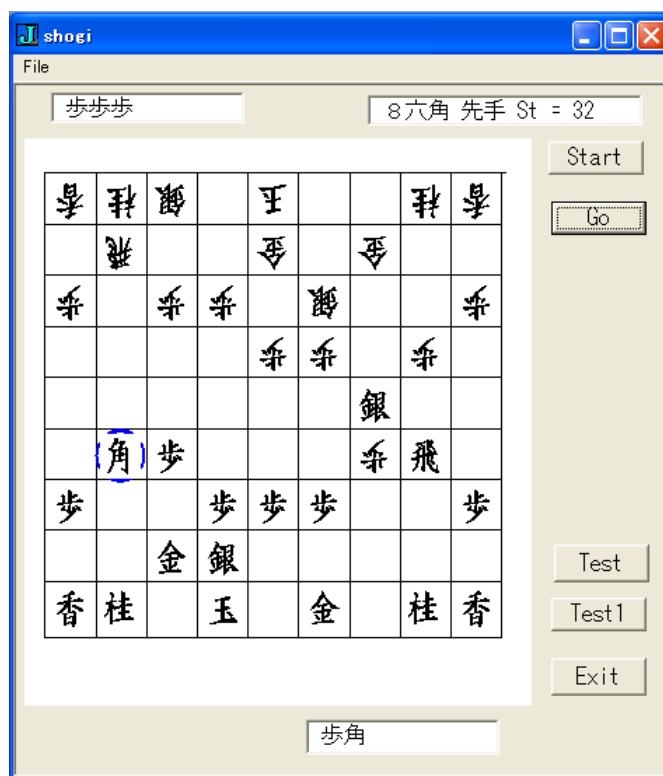 shogi
File
歩歩歩
8六角 先手 St = 32
Start
Go
香 桂 銀 王 桂 香
飛 金 金
歩 歩 歩 銀 歩
歩 歩 歩
銀
角 歩 歩 飛
歩 歩 歩 歩 歩
金 銀
香 桂 玉 金 桂 香
Test
Test1
Exit
歩角